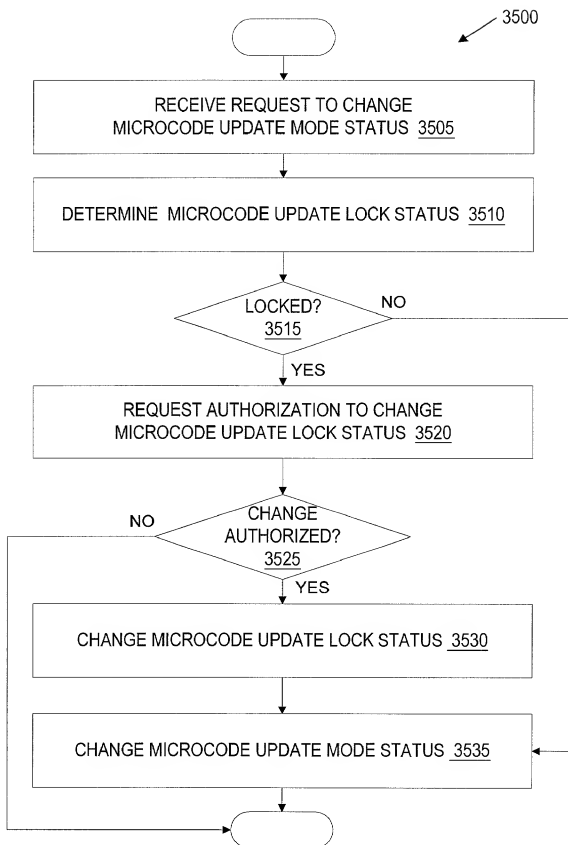 3500
RECEIVE REQUEST TO CHANGE
MICROCODE UPDATE MODE STATUS 3505
DETERMINE MICROCODE UPDATE LOCK STATUS 3510
LOCKED?
3515
NO
YES
REQUEST AUTHORIZATION TO CHANGE
MICROCODE UPDATE LOCK STATUS 3520
NO
CHANGE
AUTHORIZED?
3525
YES
CHANGE MICROCODE UPDATE LOCK STATUS 3530
CHANGE MICROCODE UPDATE MODE STATUS 3535